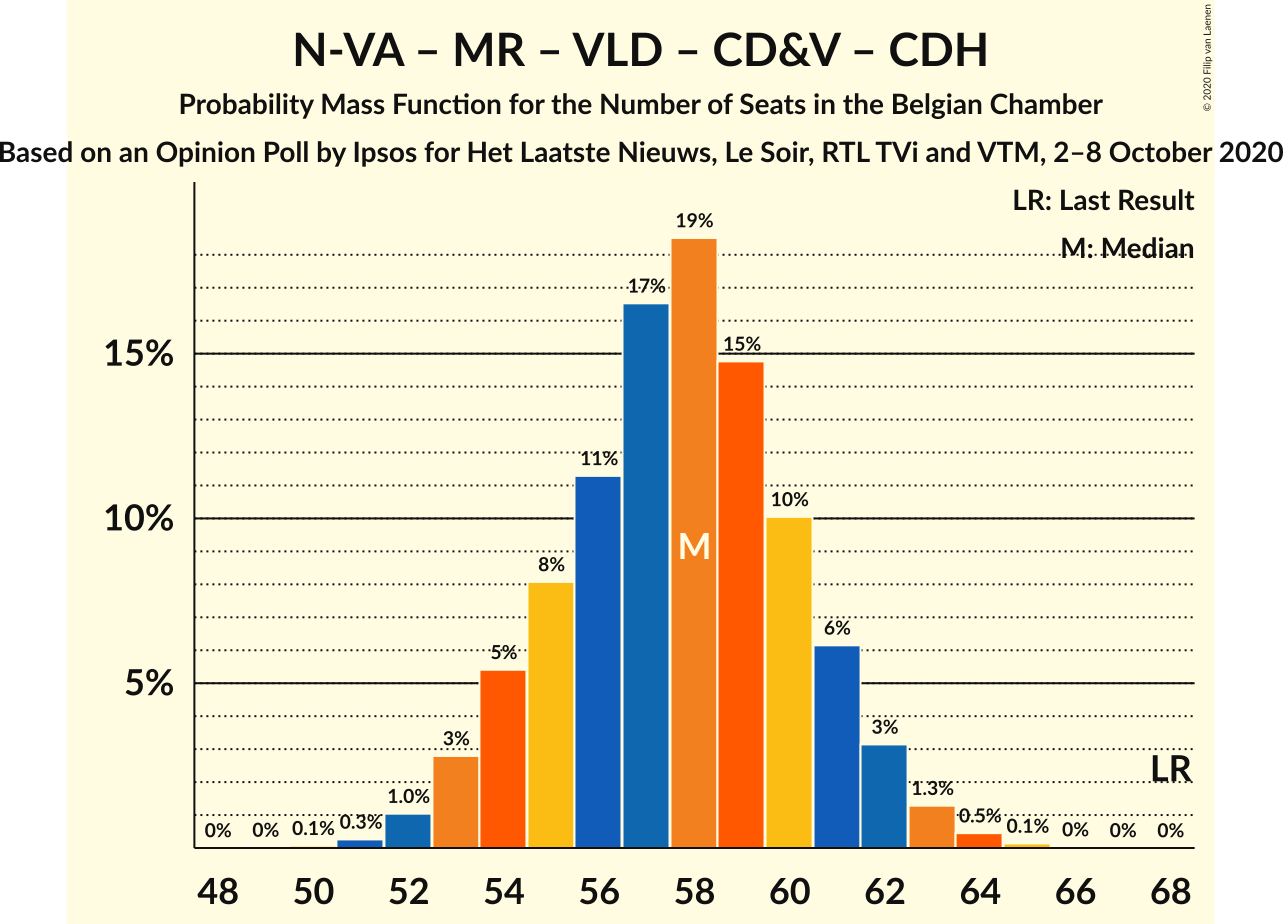 N-VA – MR – VLD – CD&V – CDH
Probability Mass Function for the Number of Seats in the Belgian Chamber
Based on an Opinion Poll by Ipsos for Het Laatste Nieuws, Le Soir, RTL TVi and VTM, 2–8 October 2020
© 2020 Filip van Laenen
LR: Last Result
M: Median
19%
17%
15%
15%
11%
10%
10%
M
8%
6%
5%
5%
3%
3%
LR
1.0%
1.3%
0% 0% 0.1% 0.3% 0.5% 0.1% 0% 0% 0%
48 50 52 54 56 58 60 62 64 66 68